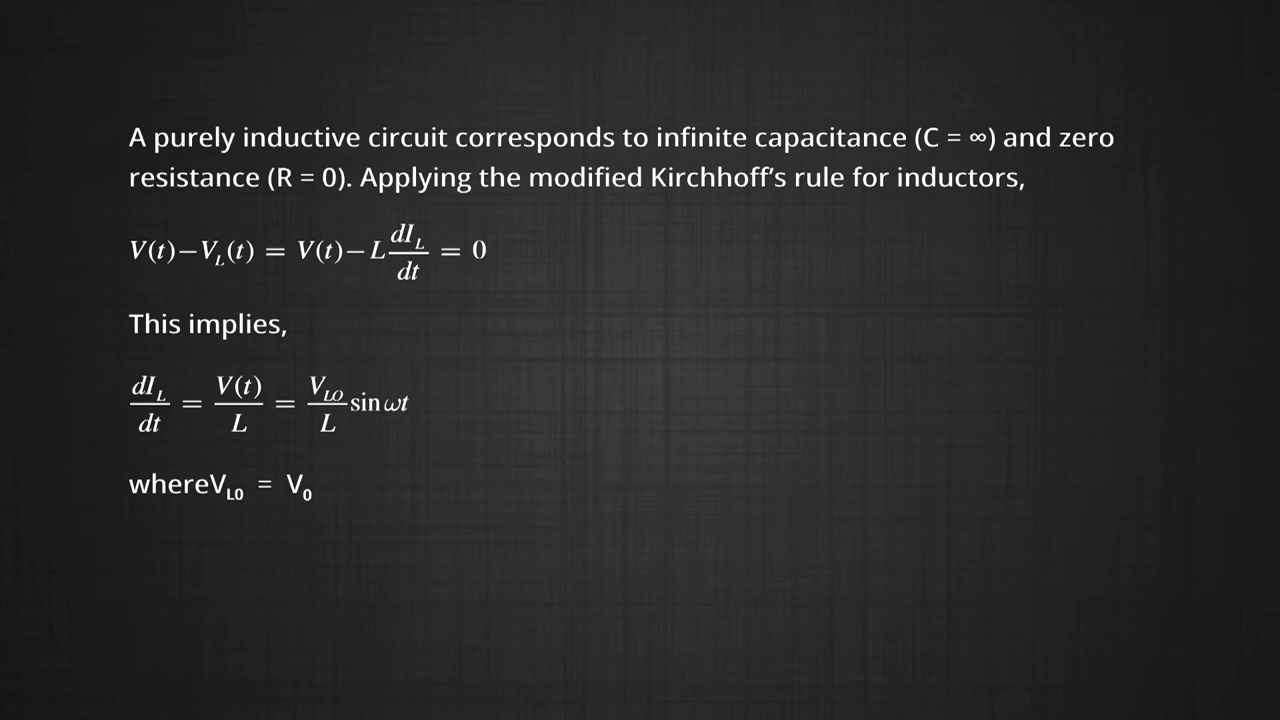 A purely inductive circuit corresponds to infinite capacitance (C = ∞) and zero
resistance (R = 0). Applying the modified Kirchhoff’s rule for inductors,
V(t)−V_L(t) = V(t)−L dI_L/dt = 0
This implies,
dI_L/dt = V(t)/L = V_LO/L sin ωt
whereV_L0 = V_0